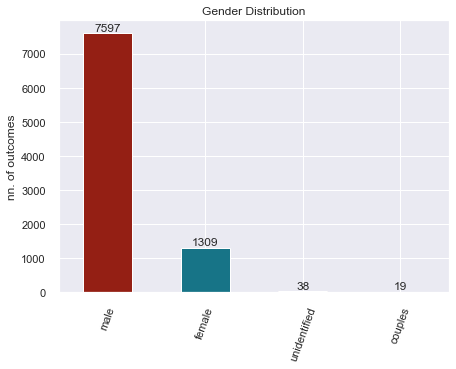 Gender Distribution
nn. of outcomes
7000
6000
5000
4000
3000
2000
1000
0
7597
1309
38
19
male
female
unidentified
couples